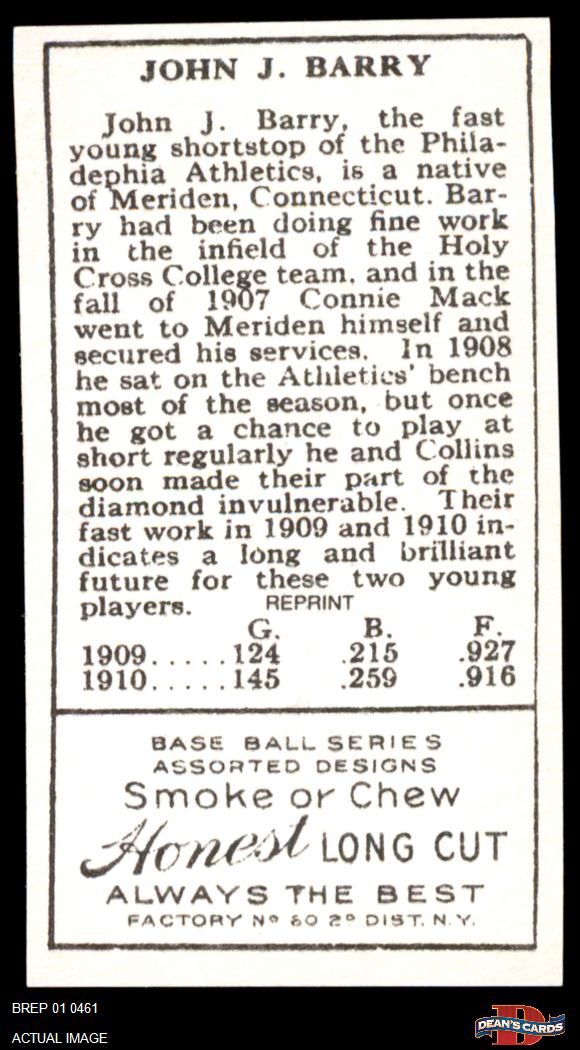 JOHN J. BARRY
John J. Barry, the fast
young shortstop of the Phila-
dephia Athletics, is a native
of Meriden, Connecticut. Bar-
ry had been doing fine work
in the infield of the Holy
Cross College team, and in the
fall of 1907 Connie Mack
went to Meriden himself and
secured his services. In 1908
he sat on the Athletics' bench
most of the season, but once
he got a chance to play at
short regularly he and Collins
soon made their part of the
diamond invulnerable. Their
fast work in 1909 and 1910 in-
dicates a long and brilliant
future for these two young
players. REPRINT
G. B. F.
1909.....124 .215 .927
1910.....145 .259 .916
BASE BALL SERIES
ASSORTED DESIGNS
Smoke or Chew
Honest LONG CUT
ALWAYS THE BEST
FACTORY Nº 60 2º DIST. N.Y.
BREP 01 0461
ACTUAL IMAGE
D
DEAN'S CARDS